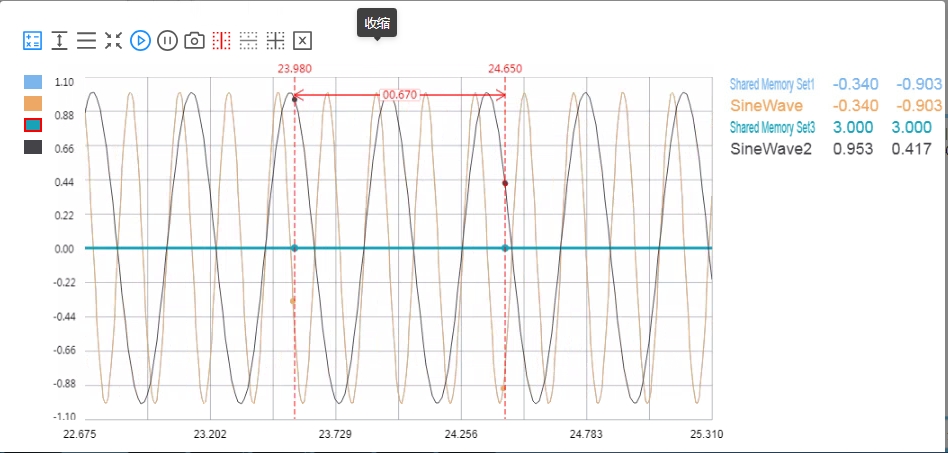 收缩
23.980 24.650
00.670
1.10
0.88
0.66
0.44
0.22
0.00
-0.22
-0.44
-0.66
-0.88
-1.10
22.675 23.202 23.729 24.256 24.783 25.310
Shared Memory Set1 -0.340 -0.903
SineWave -0.340 -0.903
Shared Memory Set3 3.000 3.000
SineWave2 0.953 0.417